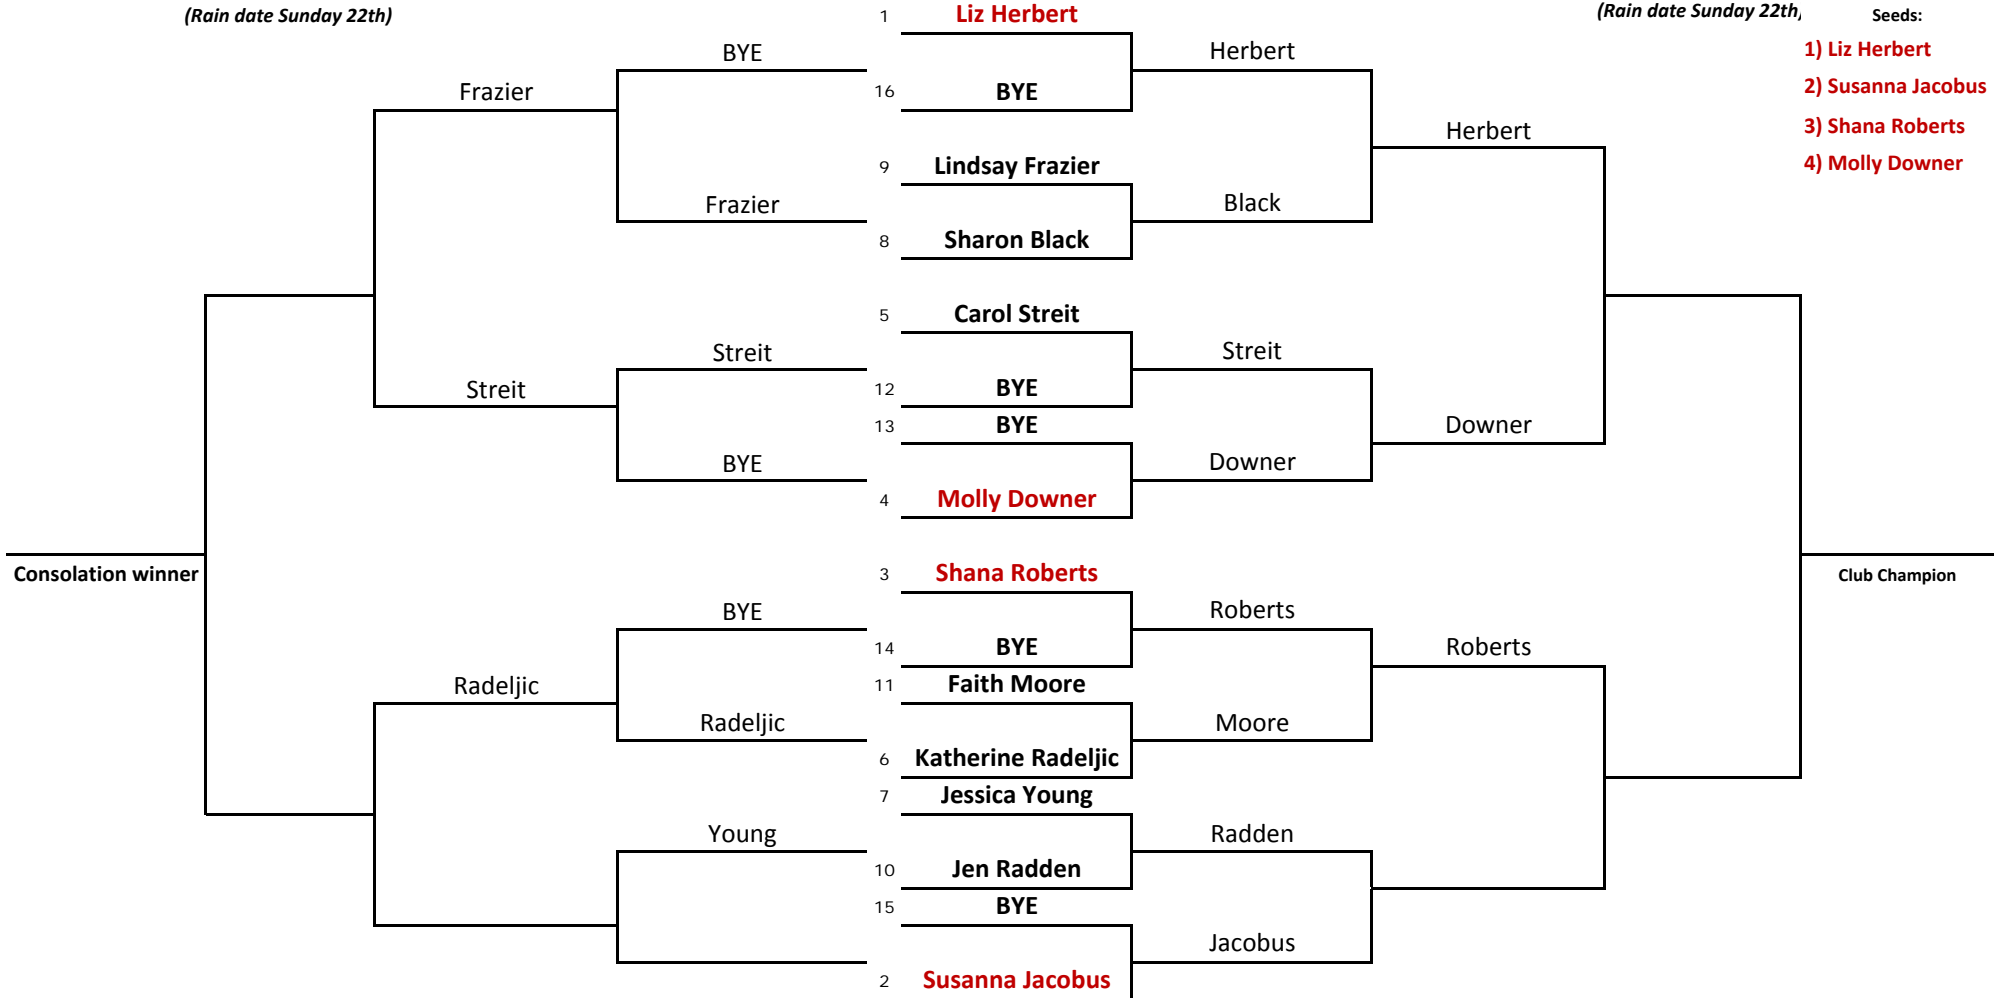 (Rain date Sunday 22th)
1 Liz Herbert
(Rain date Sunday 22th)
Seeds:
BYE
Herbert
1) Liz Herbert
Frazier
16 BYE
2) Susanna Jacobus
Herbert
3) Shana Roberts
9 Lindsay Frazier
4) Molly Downer
Frazier
Black
8 Sharon Black
5 Carol Streit
Streit
Streit
Streit
12 BYE
13 BYE
Downer
BYE
Downer
4 Molly Downer
Consolation winner
3 Shana Roberts
Club Champion
BYE
Roberts
14 BYE
Roberts
Radeljic
11 Faith Moore
Radeljic
Moore
6 Katherine Radeljic
7 Jessica Young
Young
Radden
10 Jen Radden
15 BYE
Jacobus
2 Susanna Jacobus